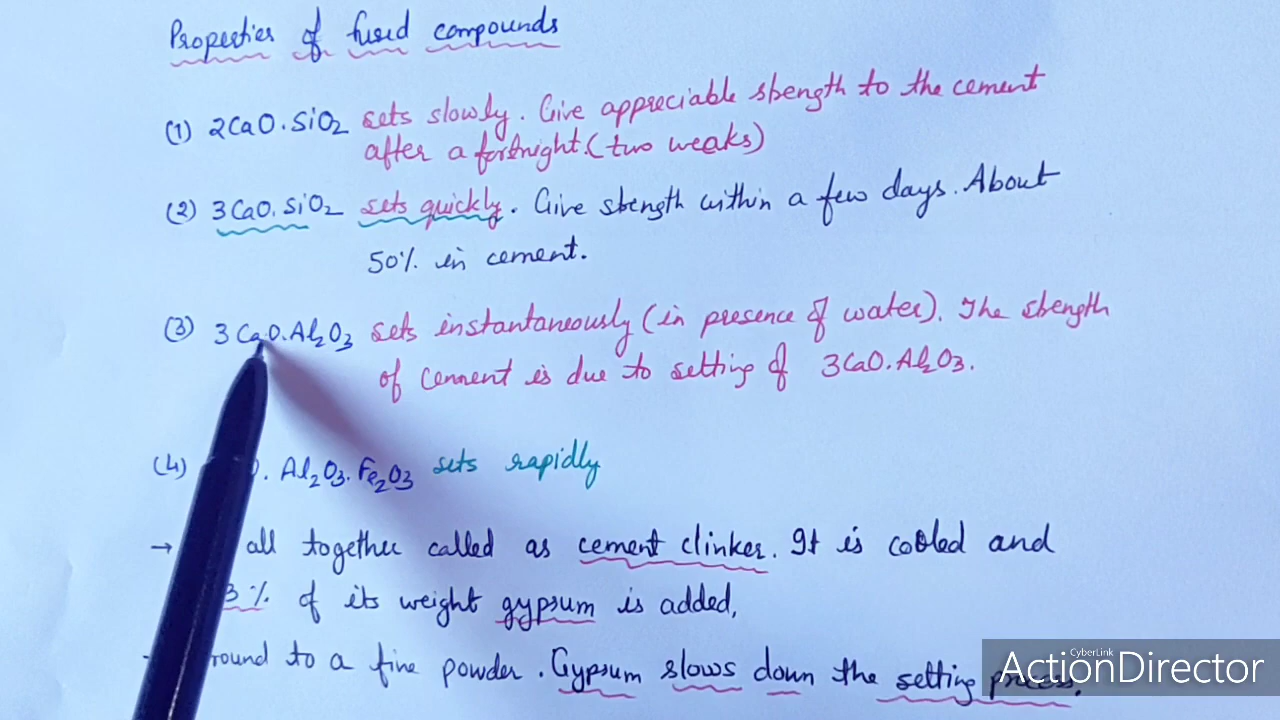 Properties of fused compounds
(1) 2CaO.SiO2 sets slowly. Give appreciable strength to the cement
after a fortnight. (two weaks)
(2) 3CaO.SiO2 sets quickly. Give strength within a few days. About
50% in cement.
(3) 3CaO.Al2O3 sets instantaneously (in presence of water). The strength
of cement is due to setting of 3CaO.Al2O3.
(4) Al2O3.Fe2O3 sets rapidly
→ all together called as cement clinker. It is cooled and
3% of its weight gypsum is added,
round to a fine powder. Gypsum slows down the setting process.
CyberLink
ActionDirector